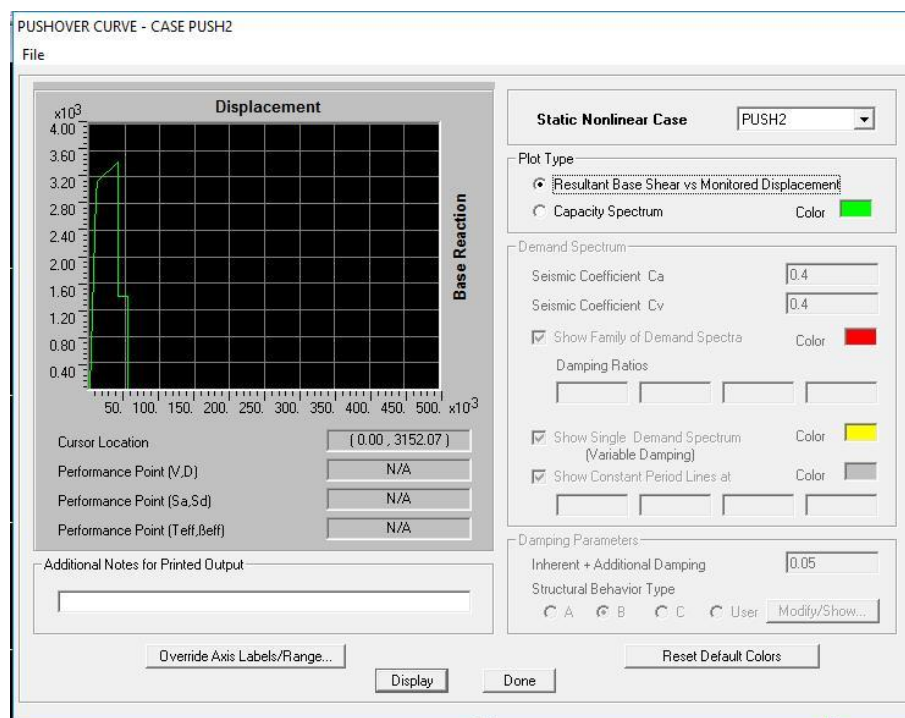 PUSHOVER CURVE - CASE PUSH2
File
Displacement
x10^3
4.00
3.60
3.20
2.80
2.40
2.00
1.60
1.20
0.80
0.40
50. 100. 150. 200. 250. 300. 350. 400. 450. 500. x10^-3
Base Reaction
Cursor Location ( 0.00 , 3152.07 )
Performance Point (V,D) N/A
Performance Point (Sa,Sd) N/A
Performance Point (Teff,βeff) N/A
Additional Notes for Printed Output
Static Nonlinear Case PUSH2
Plot Type
Resultant Base Shear vs Monitored Displacement
Capacity Spectrum Color
Demand Spectrum
Seismic Coefficient Ca 0.4
Seismic Coefficient Cv 0.4
Show Family of Demand Spectra Color
Damping Ratios
Show Single Demand Spectrum Color
(Variable Damping)
Show Constant Period Lines at Color
Damping Parameters
Inherent + Additional Damping 0.05
Structural Behavior Type
A B C User Modify/Show...
Override Axis Labels/Range... Reset Default Colors
Display Done